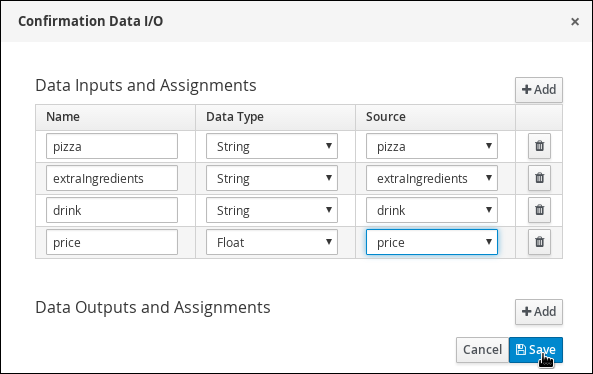 Confirmation Data I/O ×
Data Inputs and Assignments
+ Add
Name Data Type Source
pizza String pizza
extraIngredients String extraIngredients
drink String drink
price Float price
Data Outputs and Assignments
+ Add
Cancel Save